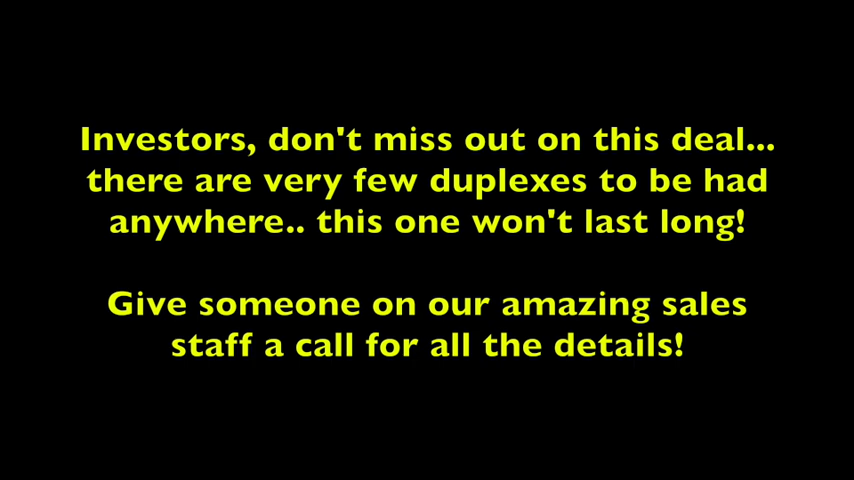 Investors, don't miss out on this deal...
there are very few duplexes to be had
anywhere.. this one won't last long!
Give someone on our amazing sales
staff a call for all the details!